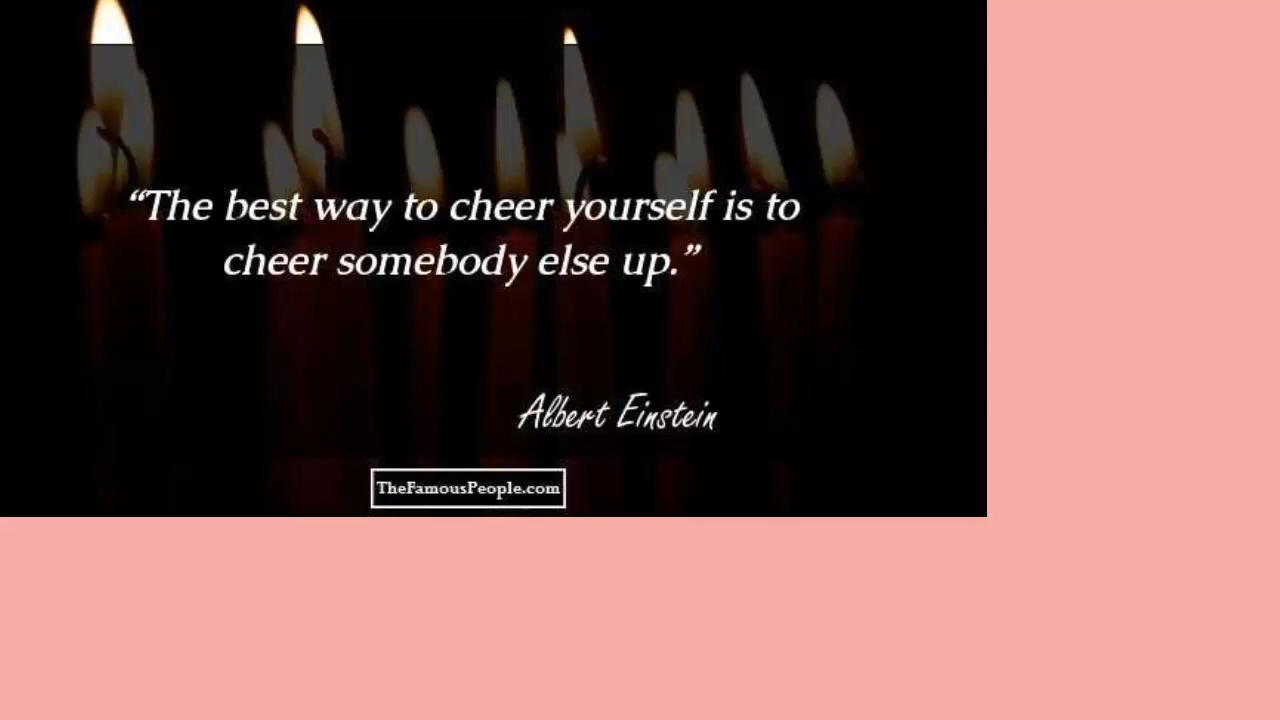 “The best way to cheer yourself is to
cheer somebody else up.”
Albert Einstein
TheFamousPeople.com